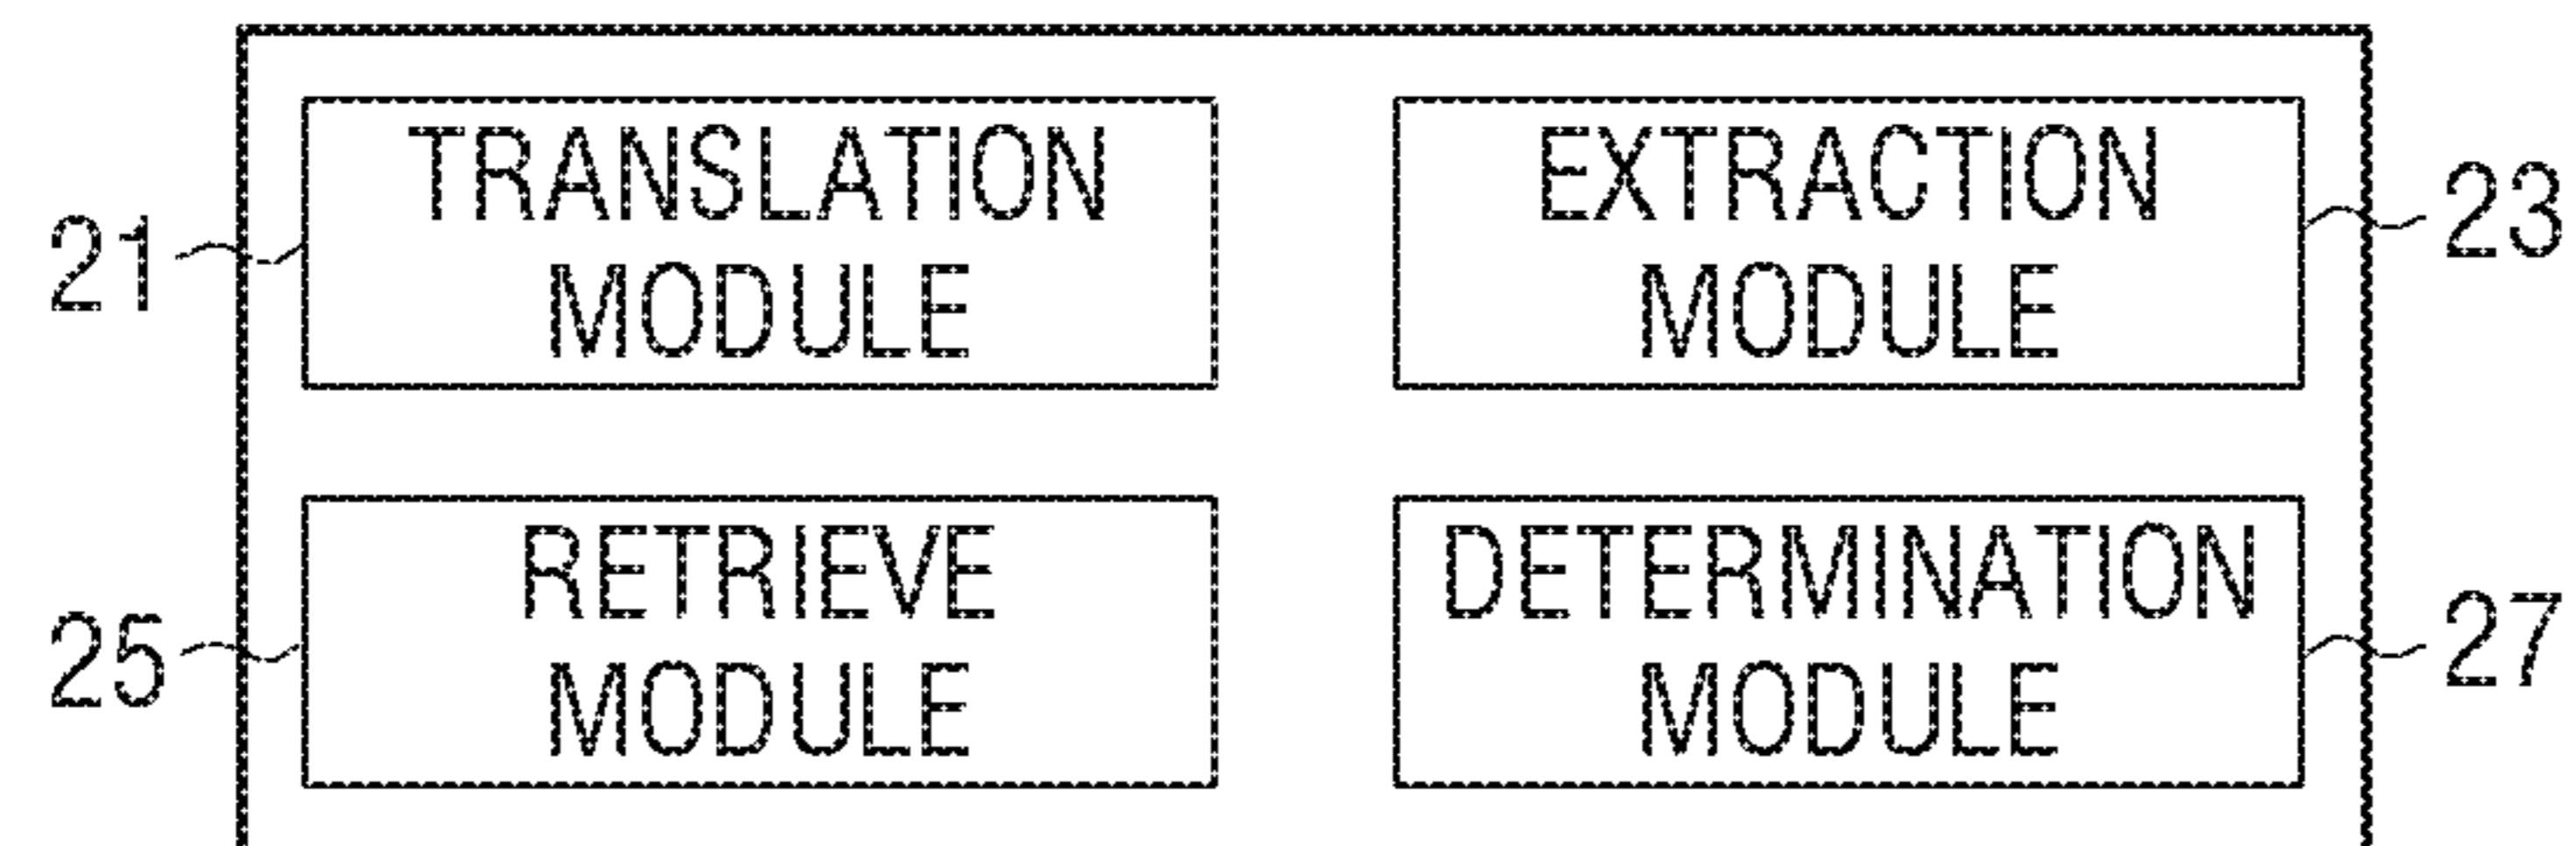 TRANSLATION
MODULE
21
EXTRACTION
MODULE
23
RETRIEVE
MODULE
25
DETERMINATION
MODULE
27